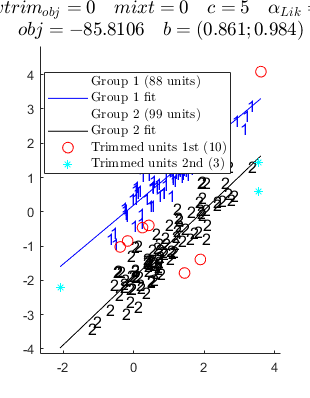 wtrim_obj = 0 mixt = 0 c = 5 α_Lik =
obj = -85.8106 b = (0.861; 0.984)
4
3
2
1
0
-1
-2
-3
-4
Group 1 (88 units)
Group 1 fit
Group 2 (99 units)
Group 2 fit
Trimmed units 1st (10)
Trimmed units 2nd (3)
-2 0 2 4